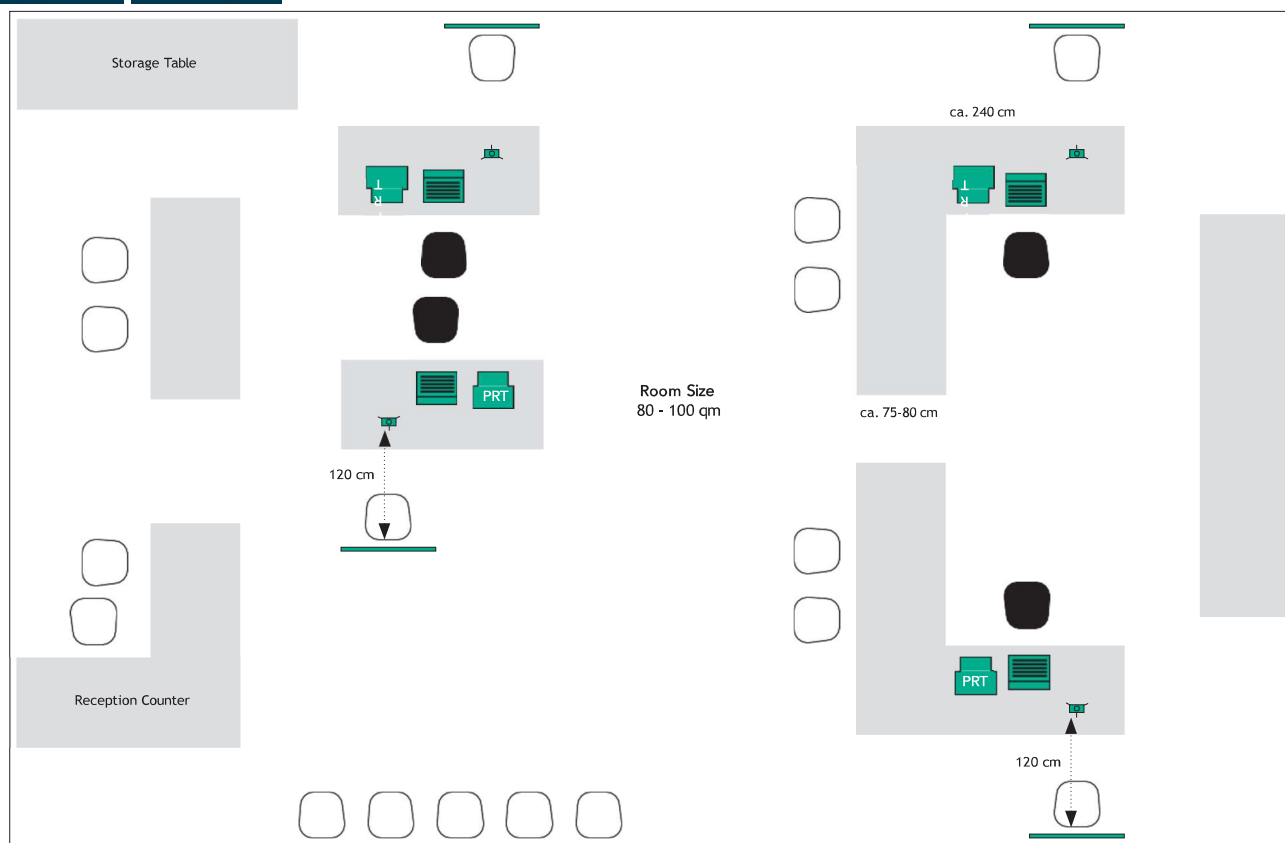 Storage Table
ca. 240 cm
PRT
Room Size
80 - 100 qm
ca. 75-80 cm
120 cm
PRT
Reception Counter
120 cm